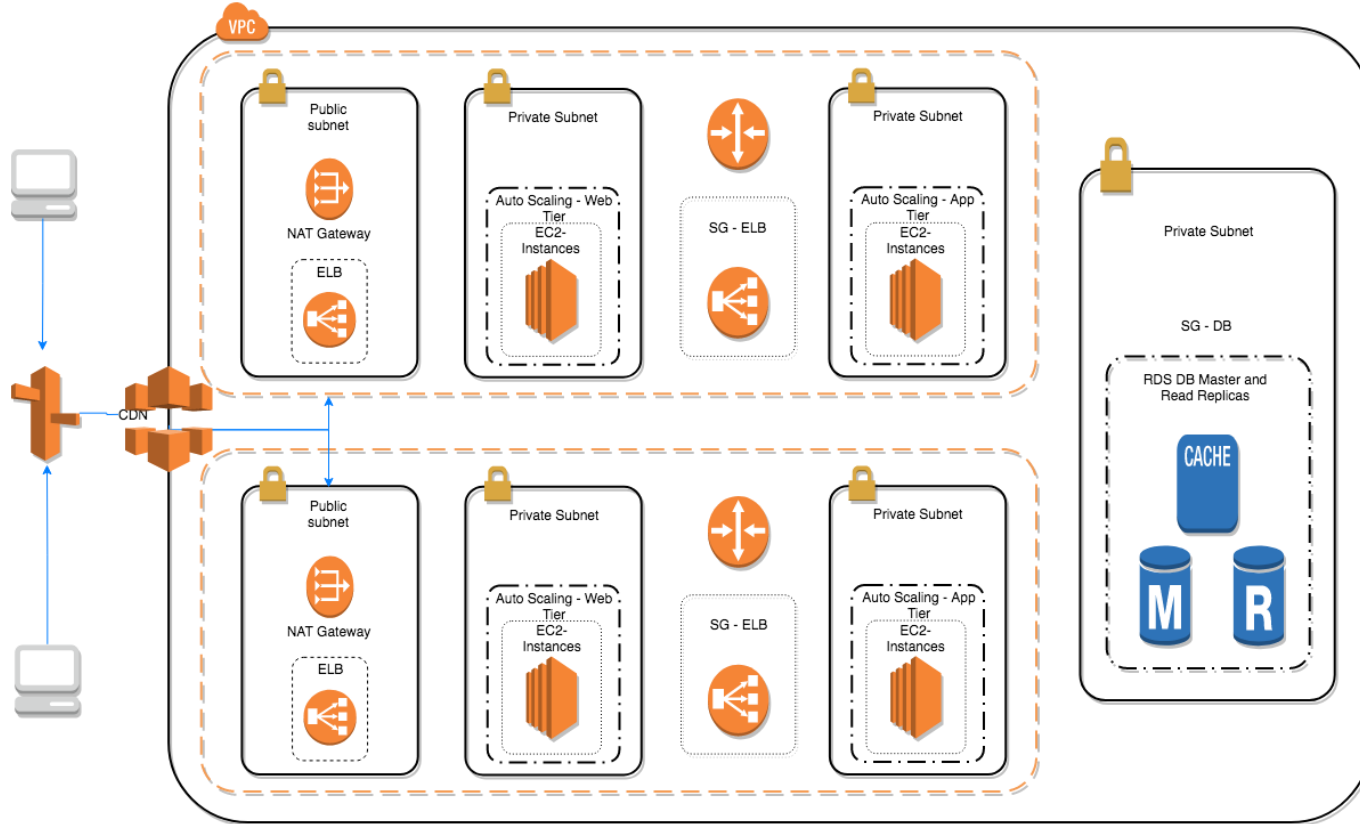 VPC
Public
subnet
NAT Gateway
ELB
Private Subnet
Auto Scaling - Web
Tier
EC2-
Instances
SG - ELB
Private Subnet
Auto Scaling - App
Tier
EC2-
Instances
CDN
Public
subnet
NAT Gateway
ELB
Private Subnet
Auto Scaling - Web
Tier
EC2-
Instances
SG - ELB
Private Subnet
Auto Scaling - App
Tier
EC2-
Instances
Private Subnet
SG - DB
RDS DB Master and
Read Replicas
CACHE
M
R